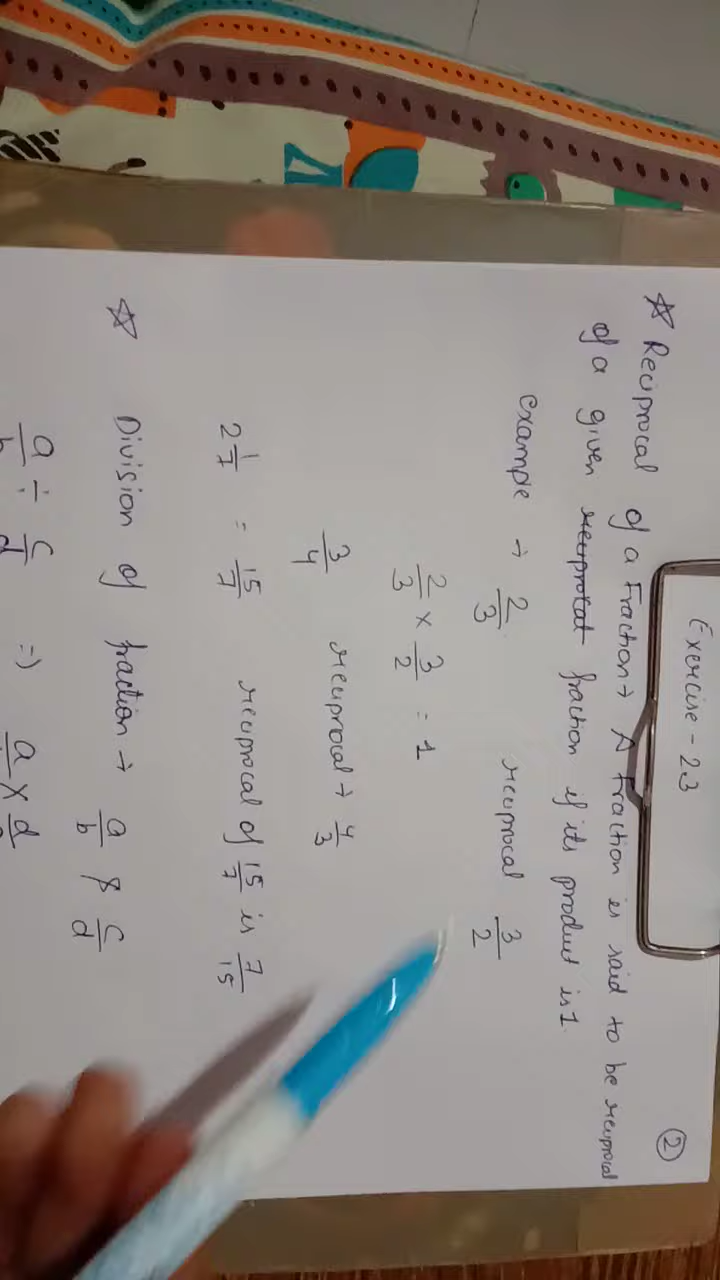 Exercise - 23
②
☆ Reciprocal of a Fraction → A fraction is said to be reciprocal
of a given reciprocal fraction if its product is 1.
example → 2/3 reciprocal 3/2
2/3 × 3/2 = 1
3/4 reciprocal → 4/3
2 1/7 = 15/7 reciprocal of 15/7 is 7/15
☆ Division of fraction → a/b & c/d
a/b ÷ c/d ⇒ a/ × d/